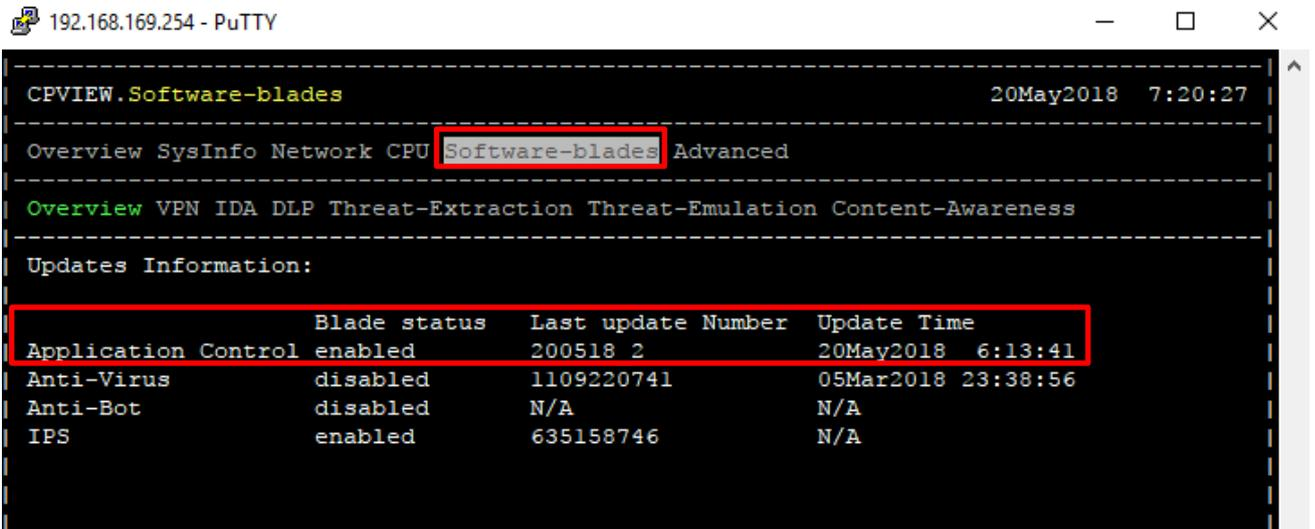 192.168.169.254 - PuTTY
CPVIEW.Software-blades 20May2018 7:20:27
Overview SysInfo Network CPU Software-blades Advanced
Overview VPN IDA DLP Threat-Extraction Threat-Emulation Content-Awareness
Updates Information:
Blade status Last update Number Update Time
Application Control enabled 200518 2 20May2018 6:13:41
Anti-Virus disabled 1109220741 05Mar2018 23:38:56
Anti-Bot disabled N/A N/A
IPS enabled 635158746 N/A